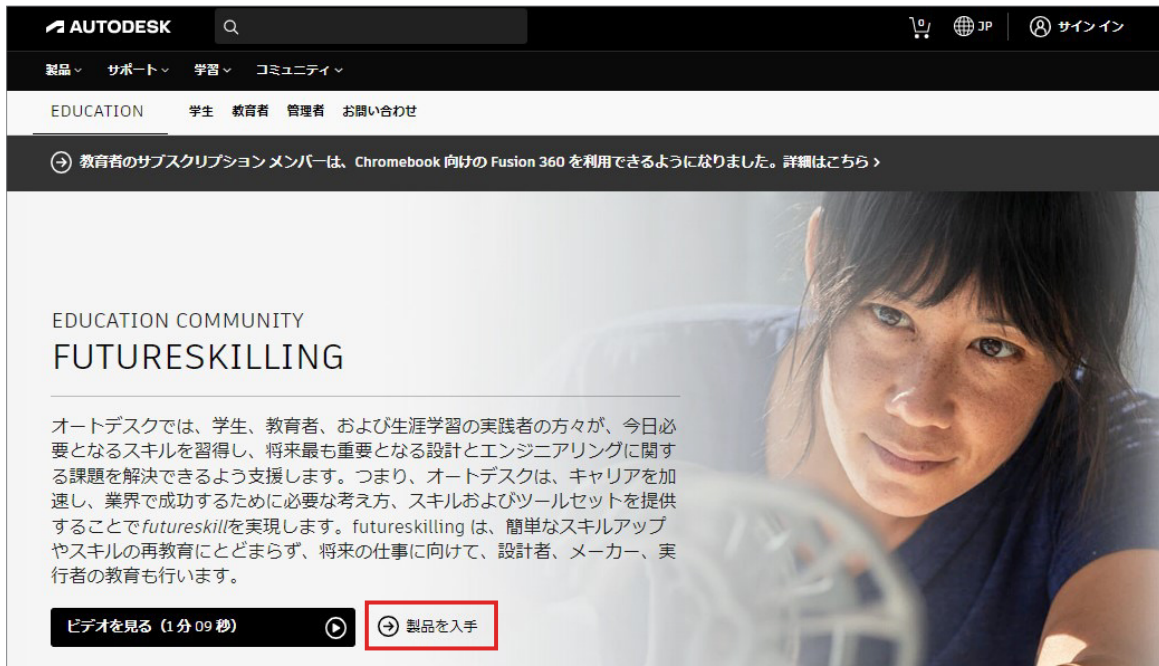 AUTODESK
0
JP
サイン イン
製品
サポート
学習
コミュニティ
EDUCATION
学生
教育者
管理者
お問い合わせ
教育者のサブスクリプション メンバーは、Chromebook 向けの Fusion 360 を利用できるようになりました。詳細はこちら >
EDUCATION COMMUNITY
FUTURESKILLING
オートデスクでは、学生、教育者、および生涯学習の実践者の方々が、今日必
要となるスキルを習得し、将来最も重要となる設計とエンジニアリングに関す
る課題を解決できるよう支援します。つまり、オートデスクは、キャリアを加
速し、業界で成功するために必要な考え方、スキルおよびツールセットを提供
することでfutureskillを実現します。futureskilling は、簡単なスキルアップ
やスキルの再教育にとどまらず、将来の仕事に向けて、設計者、メーカー、実
行者の教育も行います。
ビデオを見る（1 分 09 秒）
製品を入手